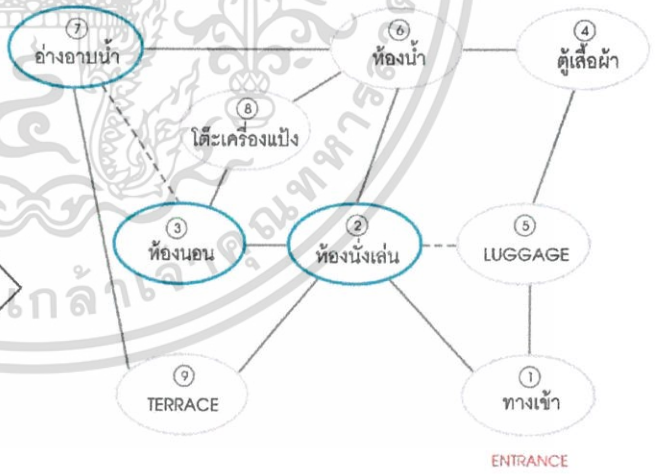 ⑦
อ่างอาบน้ำ
⑥
ห้องน้ำ
④
ตู้เสื้อผ้า
⑧
โต๊ะเครื่องแป้ง
③
ห้องนอน
②
ห้องนั่งเล่น
⑤
LUGGAGE
⑨
TERRACE
①
ทางเข้า
ENTRANCE